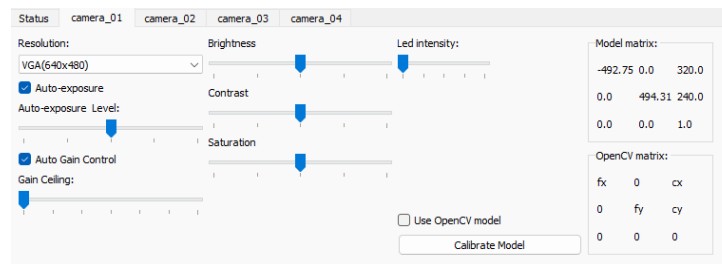 Status camera_01 camera_02 camera_03 camera_04
Resolution:
VGA(640x480)
Auto-exposure
Auto-exposure Level:
Auto Gain Control
Gain Ceiling:
Brightness
Contrast
Saturation
Led intensity:
Use OpenCV model
Calibrate Model
Model matrix:
-492.75 0.0 320.0
0.0 494.31 240.0
0.0 0.0 1.0
OpenCV matrix:
fx 0 cx
0 fy cy
0 0 0